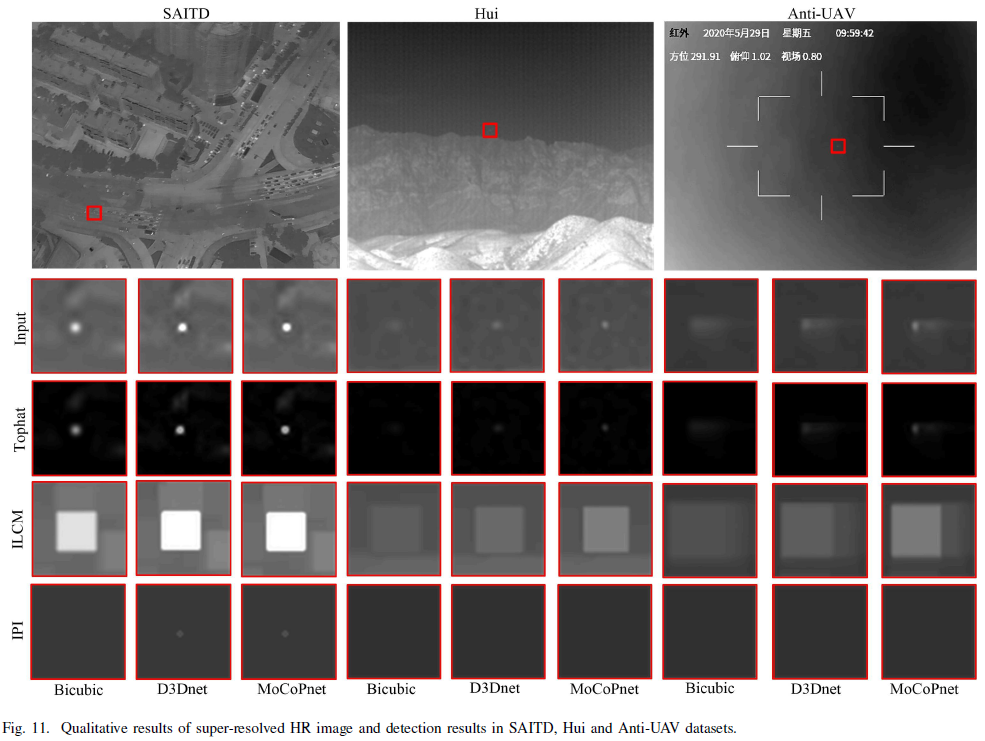 SAITD Hui Anti-UAV
红外 2020年5月29日 星期五 09:59:42
方位 291.91 俯仰 1.02 视场 0.80
Input
Tophat
ILCM
IPI
Bicubic D3Dnet MoCoPnet Bicubic D3Dnet MoCoPnet Bicubic D3Dnet MoCoPnet
Fig. 11. Qualitative results of super-resolved HR image and detection results in SAITD, Hui and Anti-UAV datasets.